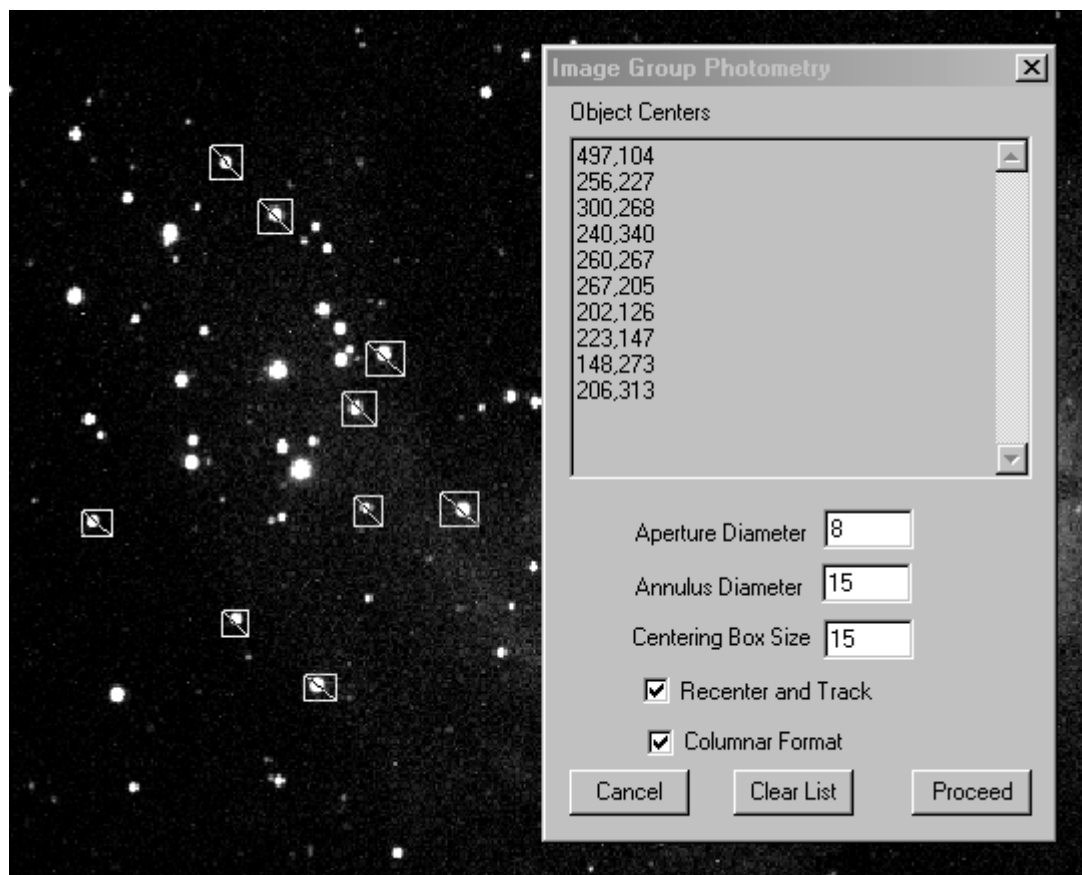 Image Group Photometry
Object Centers
497,104
256,227
300,268
240,340
260,267
267,205
202,126
223,147
148,273
206,313
Aperture Diameter 8
Annulus Diameter 15
Centering Box Size 15
Recenter and Track
Columnar Format
Cancel Clear List Proceed